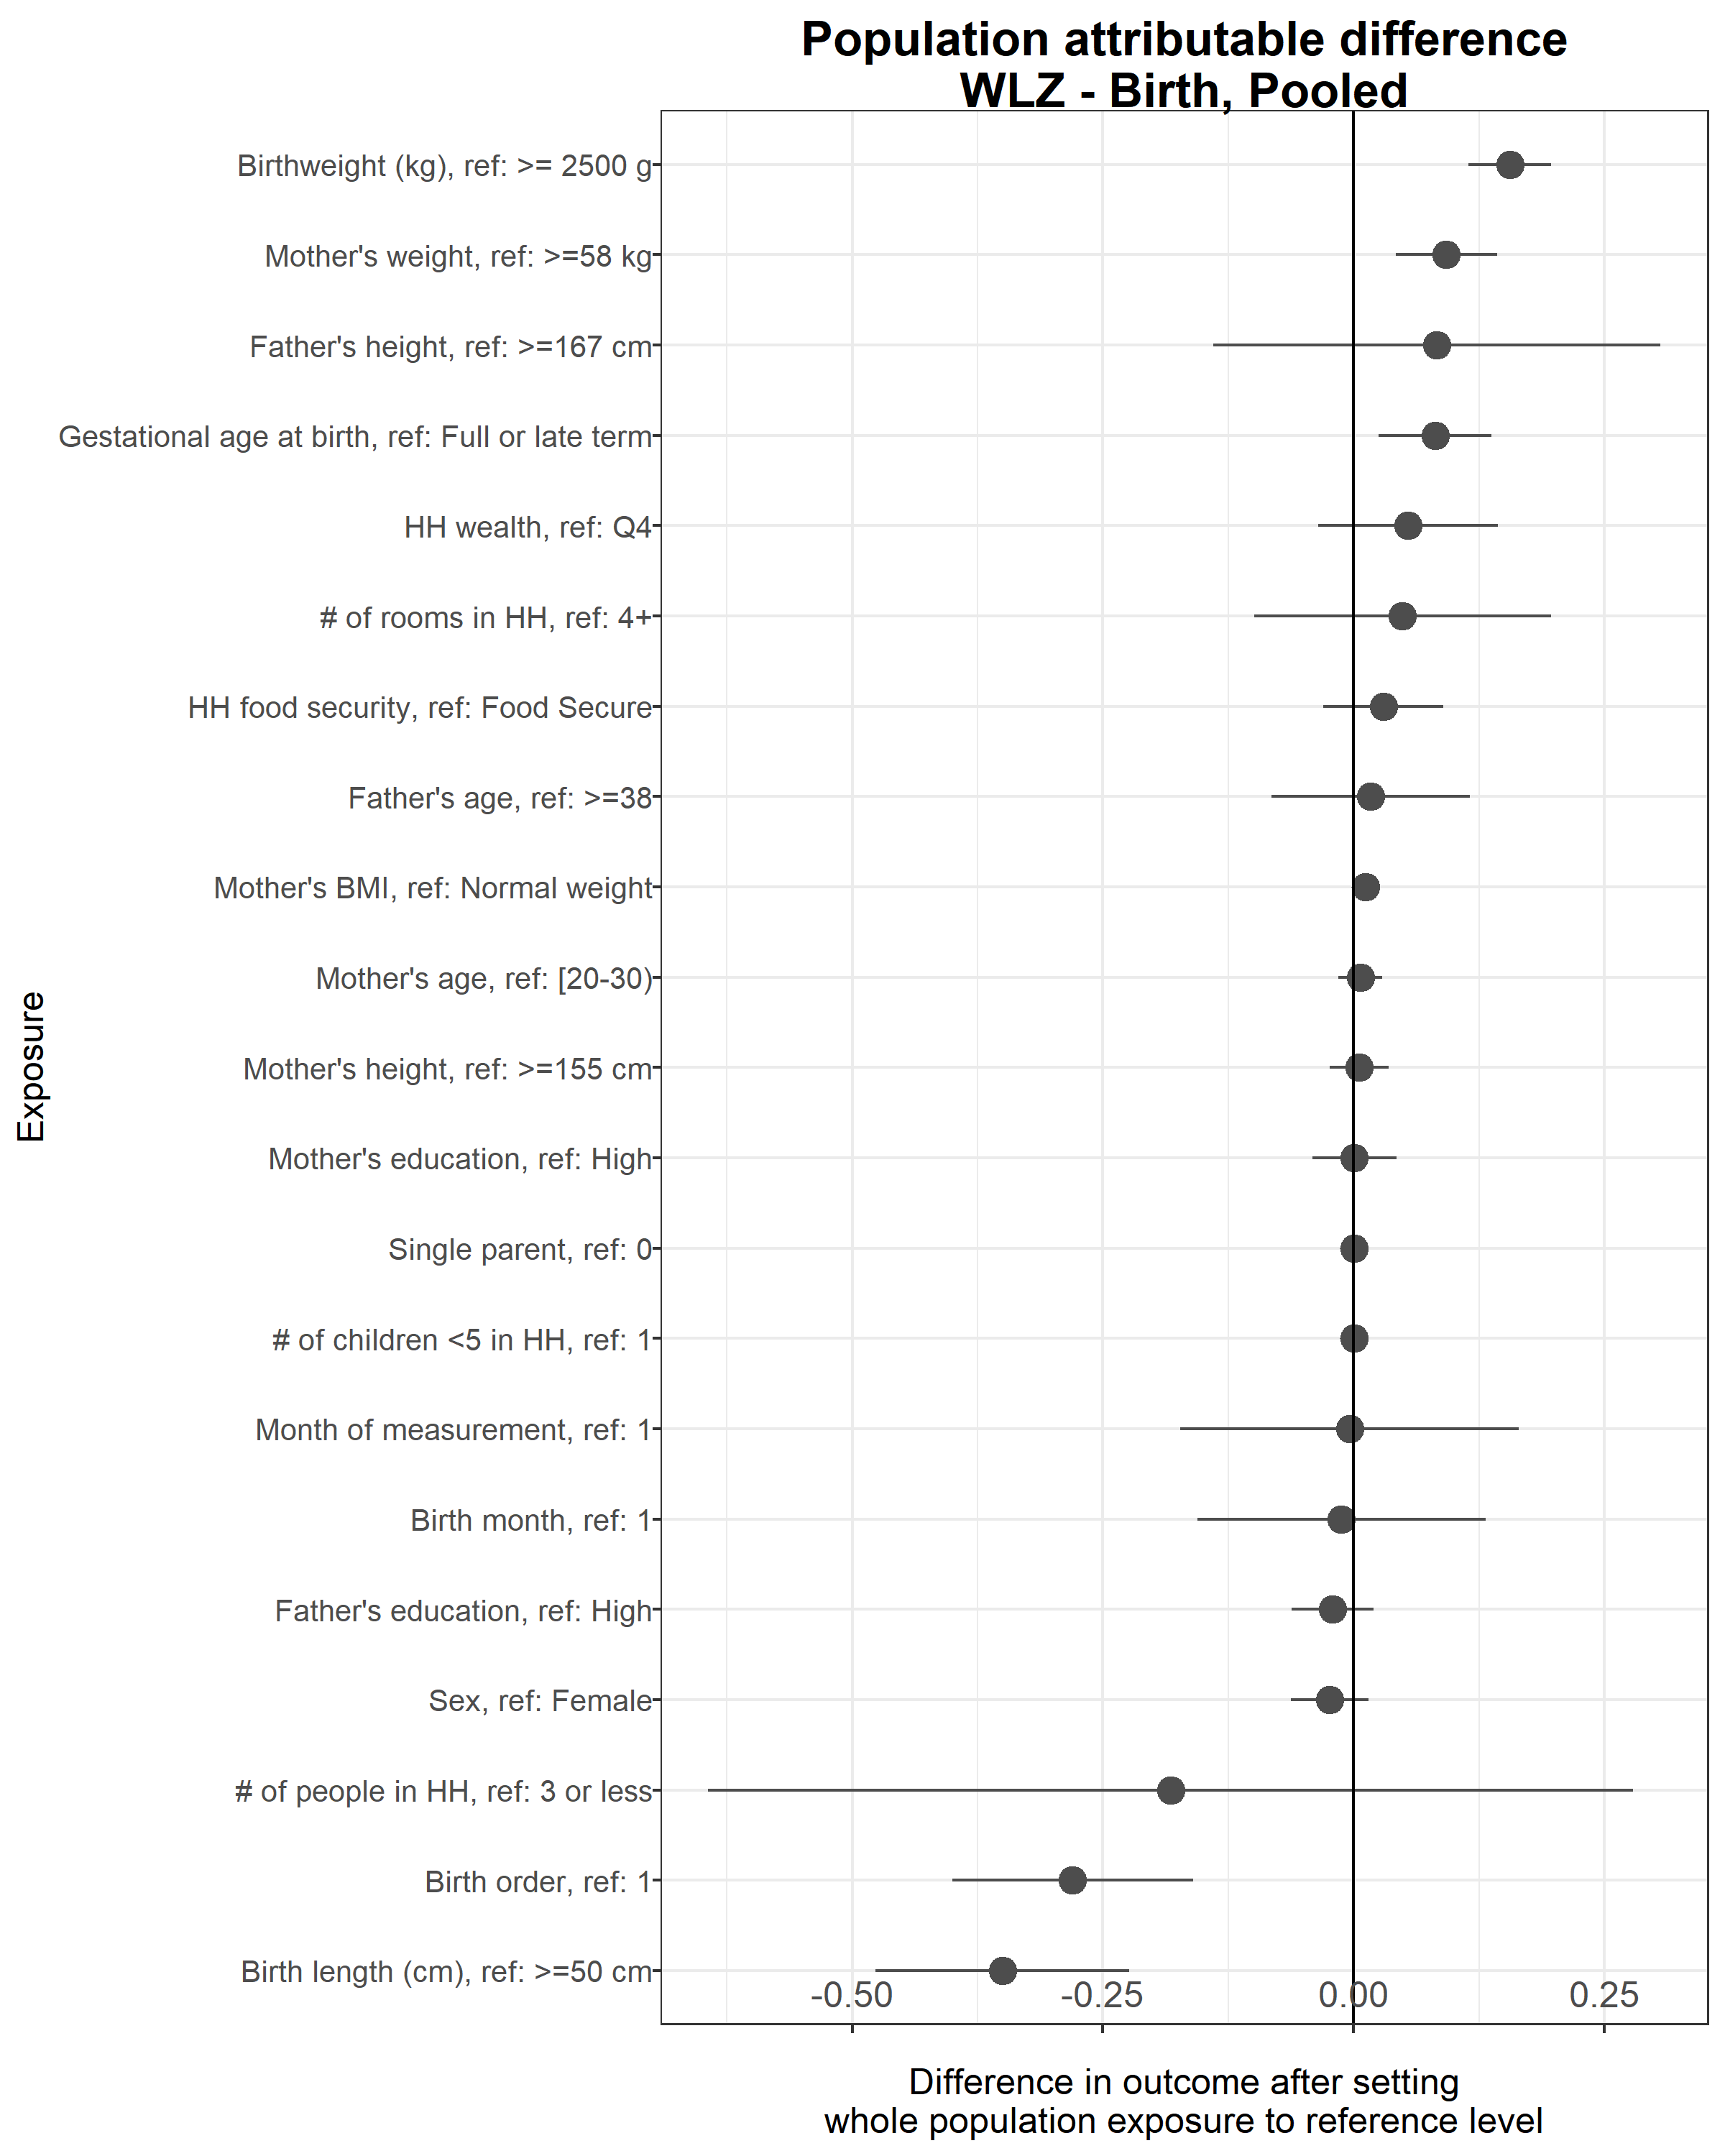 Population attributable difference
WLZ - Birth, Pooled
Birthweight (kg), ref: >= 2500 g
Mother's weight, ref: >=58 kg
Father's height, ref: >=167 cm
Gestational age at birth, ref: Full or late term
HH wealth, ref: Q4
# of rooms in HH, ref: 4+
HH food security, ref: Food Secure
Father's age, ref: >=38
Mother's BMI, ref: Normal weight
Mother's age, ref: [20-30)
Mother's height, ref: >=155 cm
Mother's education, ref: High
Single parent, ref: 0
# of children <5 in HH, ref: 1
Month of measurement, ref: 1
Birth month, ref: 1
Father's education, ref: High
Sex, ref: Female
# of people in HH, ref: 3 or less
Birth order, ref: 1
Birth length (cm), ref: >=50 cm
Exposure
-0.50 -0.25 0.00 0.25
Difference in outcome after setting
whole population exposure to reference level